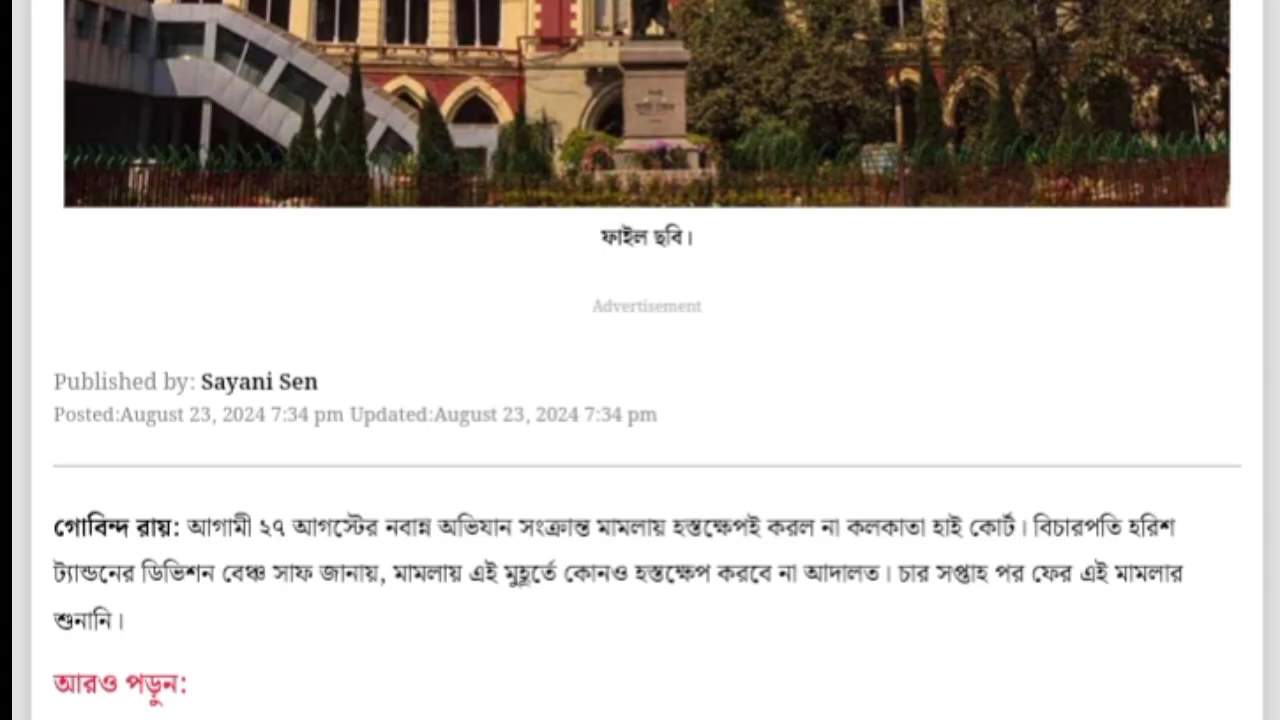 ফাইল ছবি।
Advertisement
Published by: Sayani Sen
Posted:August 23, 2024 7:34 pm Updated:August 23, 2024 7:34 pm
গোবিন্দ রায়: আগামী ২৭ আগস্টের নবান্ন অভিযান সংক্রান্ত মামলায় হস্তক্ষেপই করল না কলকাতা হাই কোর্ট। বিচারপতি হরিশ
ট্যান্ডনের ডিভিশন বেঞ্চ সাফ জানায়, মামলায় এই মুহূর্তে কোনও হস্তক্ষেপ করবে না আদালত। চার সপ্তাহ পর ফের এই মামলার
শুনানি।
আরও পড়ুন: